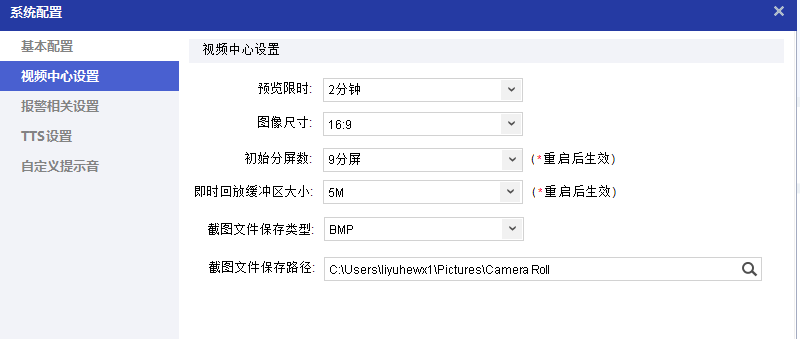 系统配置
基本配置
视频中心设置
报警相关设置
TTS设置
自定义提示音
视频中心设置
预览限时: 2分钟
图像尺寸: 16:9
初始分屏数: 9分屏 (*重启后生效)
即时回放缓冲区大小: 5M (*重启后生效)
截图文件保存类型: BMP
截图文件保存路径: C:\Users\liyuhewx1\Pictures\Camera Roll